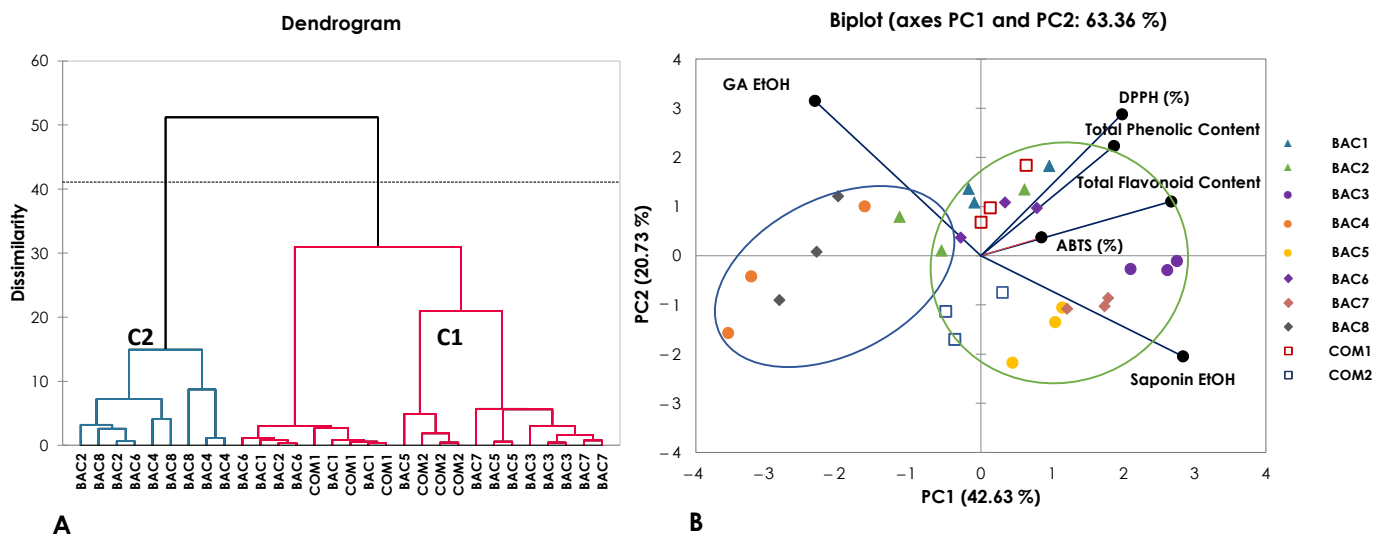 Dendrogram
60
50
40
30
20
10
0
Dissimilarity
C2
C1
BAC2
BAC8
BAC2
BAC6
BAC4
BAC8
BAC8
BAC4
BAC4
BAC6
BAC1
BAC2
BAC6
COM1
BAC1
COM1
BAC1
COM1
BAC5
COM2
COM2
COM2
BAC7
BAC5
BAC5
BAC3
BAC3
BAC3
BAC7
BAC7
A
Biplot (axes PC1 and PC2: 63.36 %)
4
3
2
1
0
−1
−2
−3
−4
PC2 (20.73 %)
GA EtOH
DPPH (%)
Total Phenolic Content
Total Flavonoid Content
ABTS (%)
Saponin EtOH
−4
−3
−2
−1
0
1
2
3
4
PC1 (42.63 %)
B
BAC1
BAC2
BAC3
BAC4
BAC5
BAC6
BAC7
BAC8
COM1
COM2